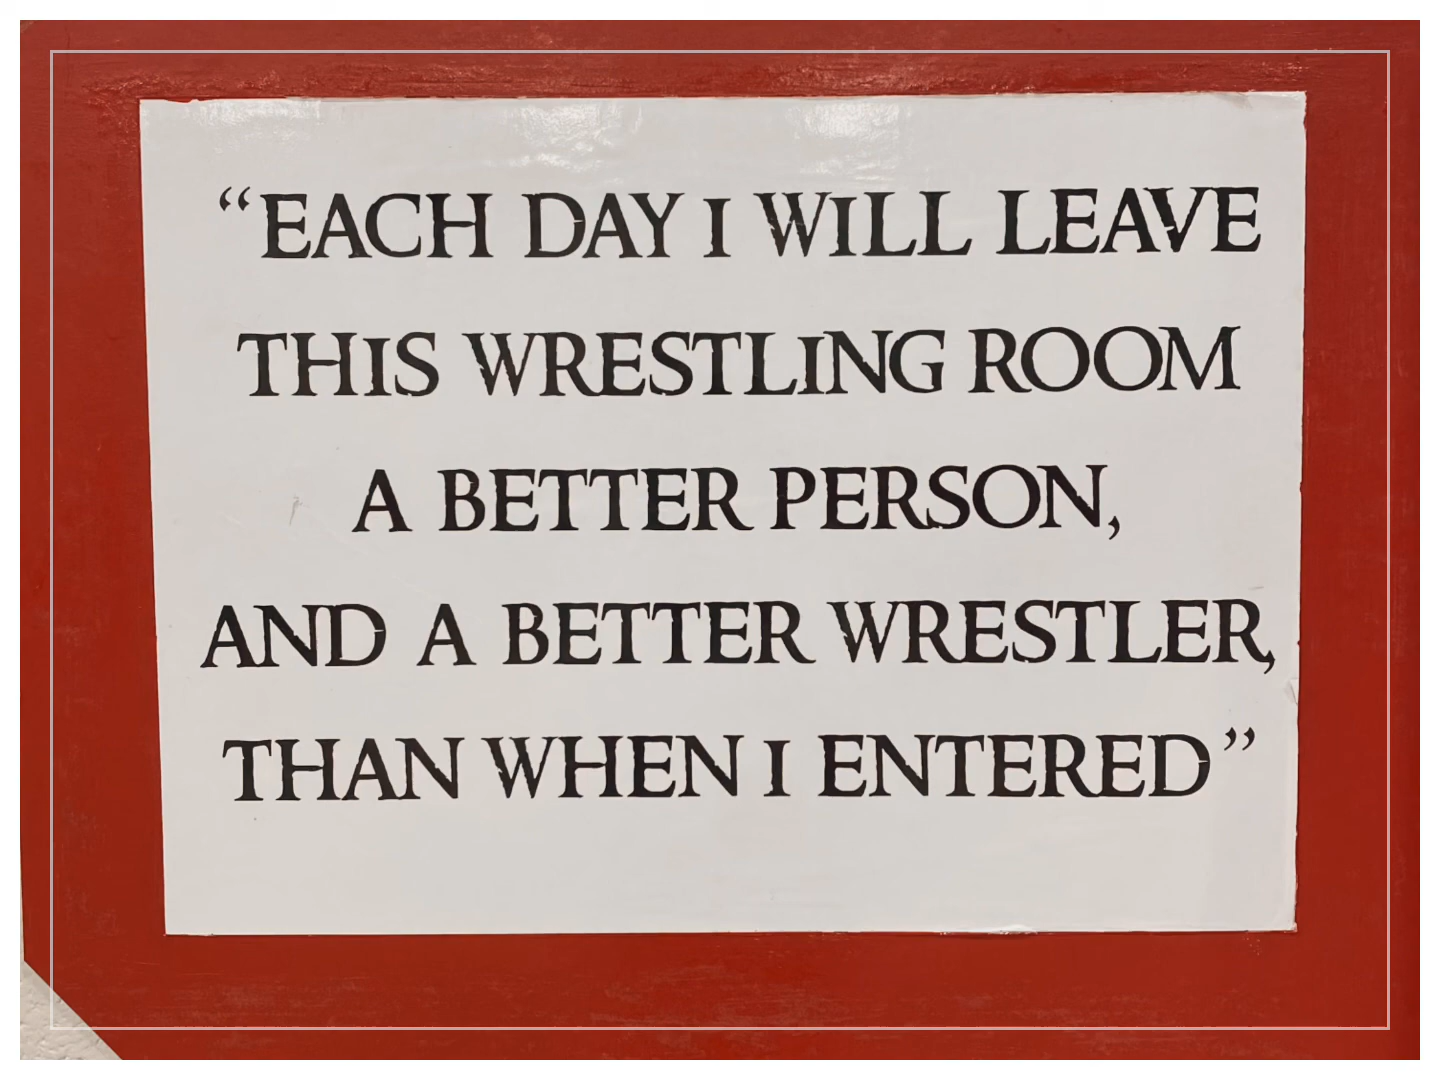 “EACH DAY I WILL LEAVE
THIS WRESTLING ROOM
A BETTER PERSON,
AND A BETTER WRESTLER,
THAN WHEN I ENTERED”